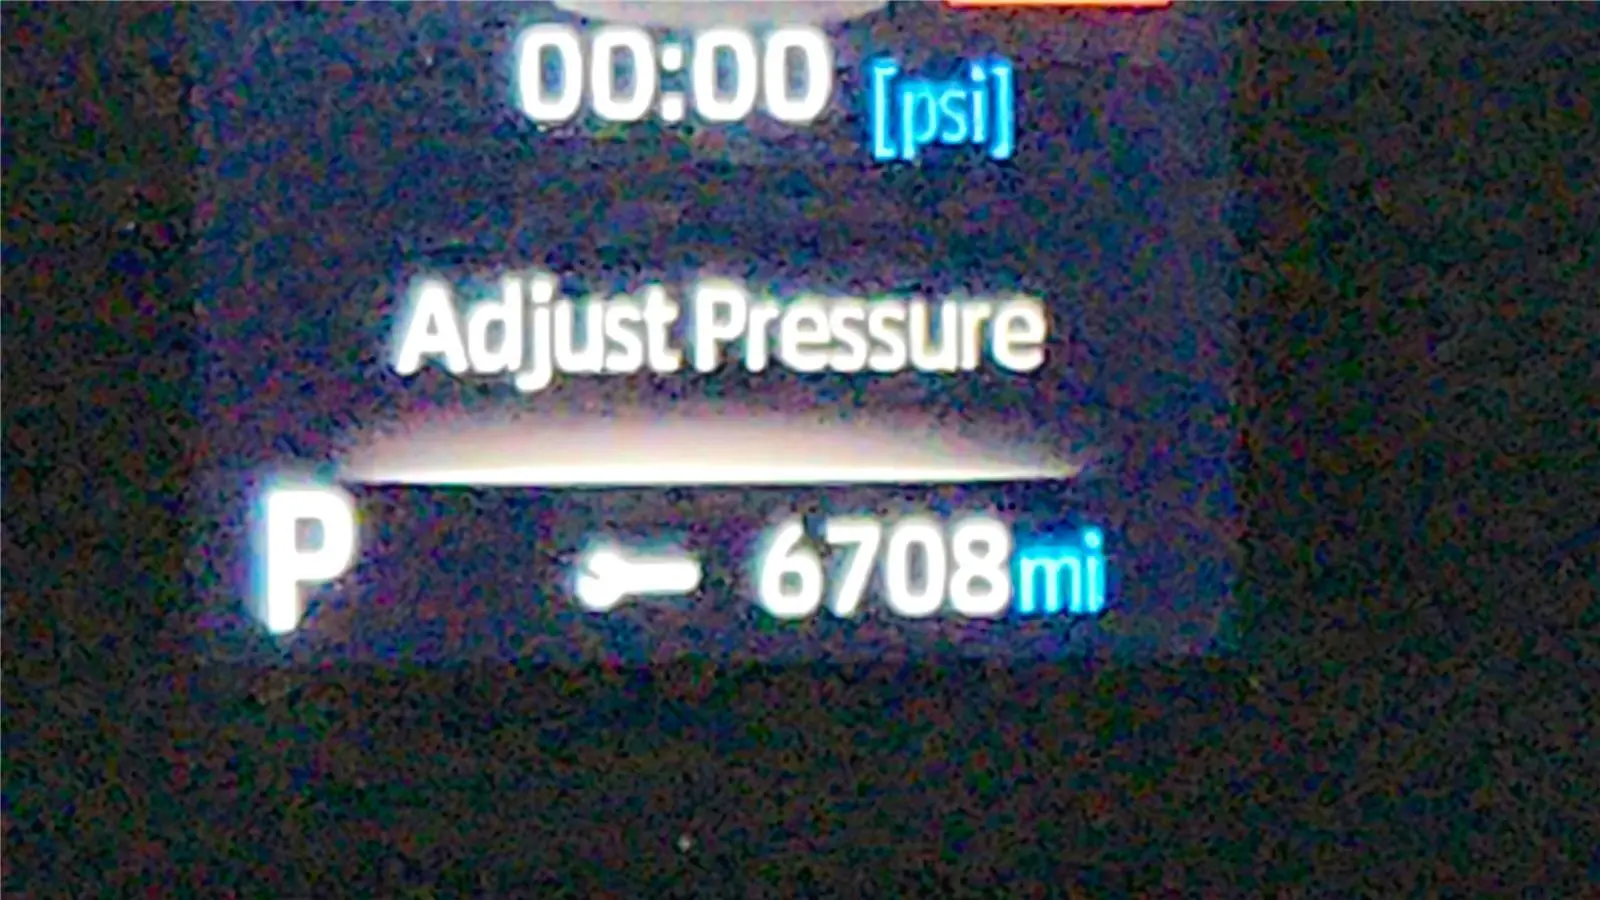 00:00 [psi]
Adjust Pressure
P 6708mi